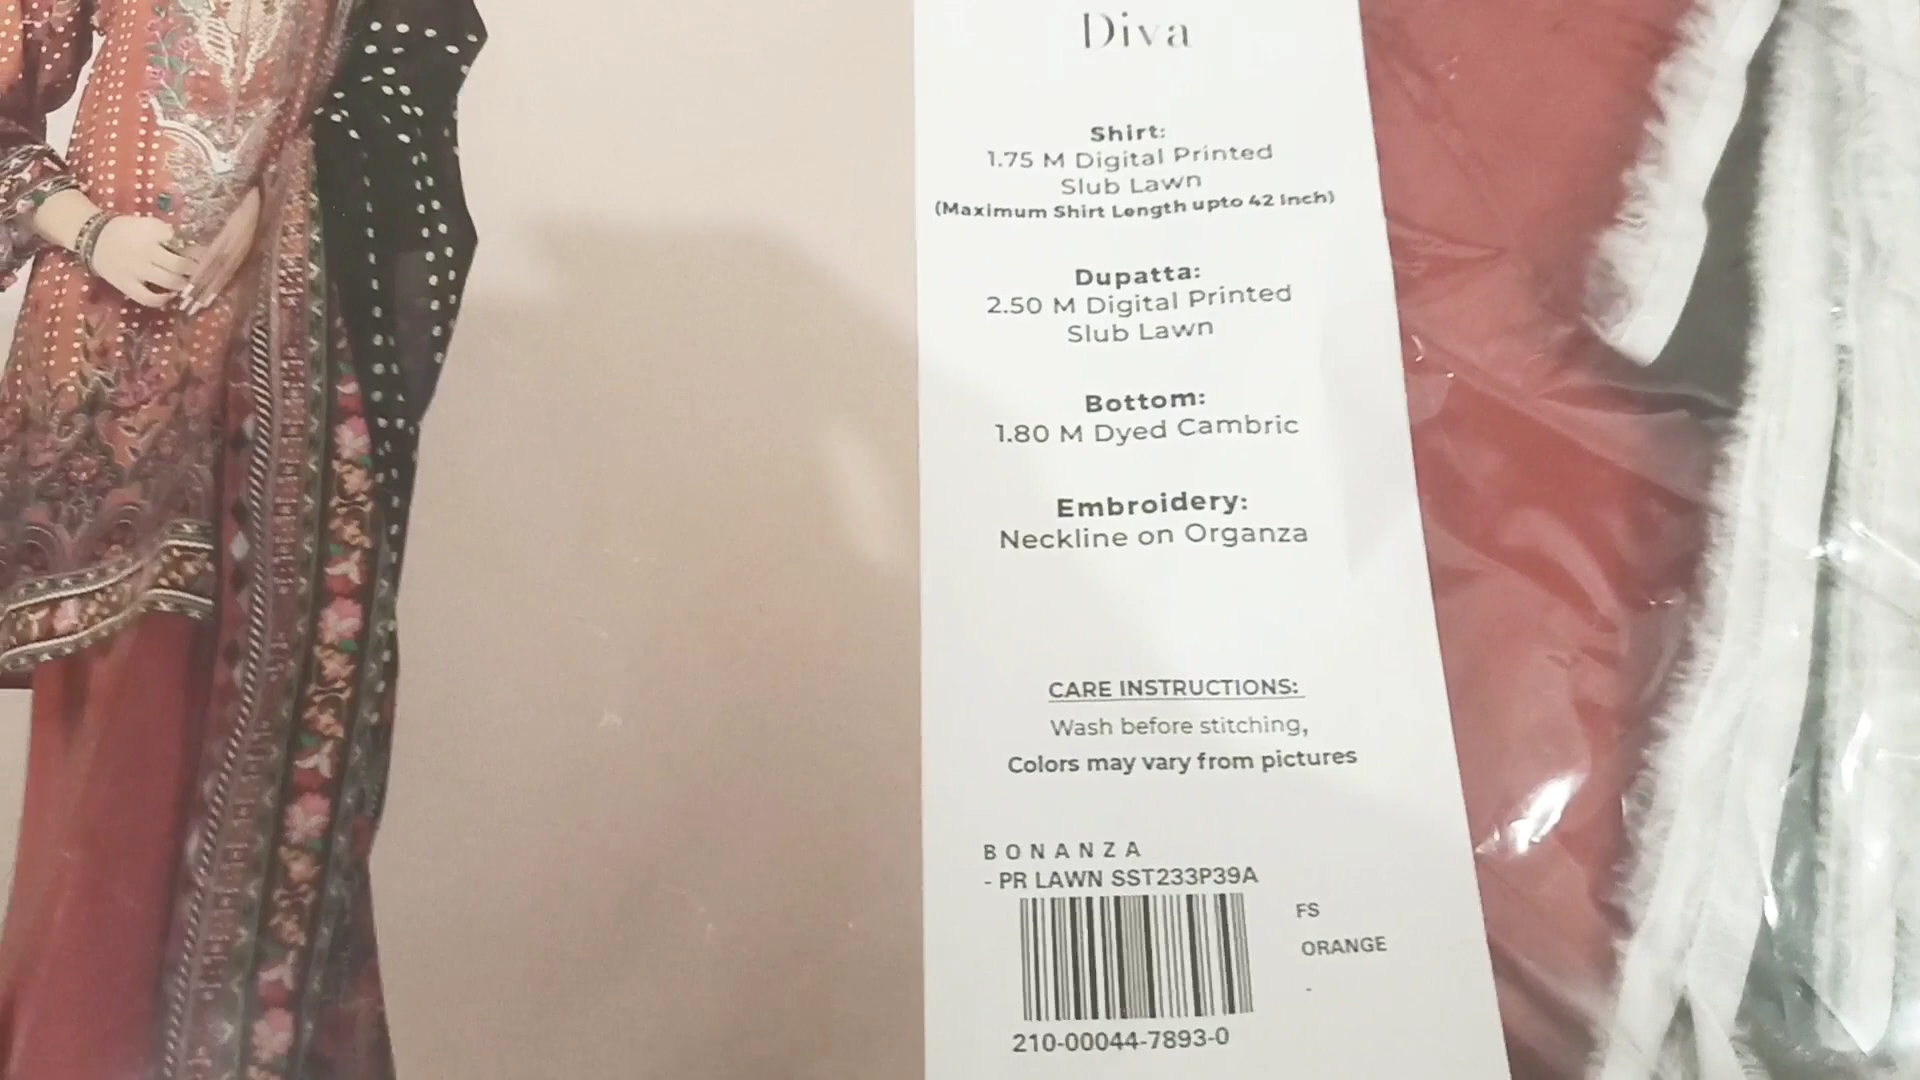 Diva
Shirt:
1.75 M Digital Printed
Slub Lawn
(Maximum Shirt Length upto 42 Inch)
Dupatta:
2.50 M Digital Printed
Slub Lawn
Bottom:
1.80 M Dyed Cambric
Embroidery:
Neckline on Organza
CARE INSTRUCTIONS:
Wash before stitching,
Colors may vary from pictures
BONANZA
- PR LAWN SST233P39A
FS
ORANGE
-
210-00044-7893-0